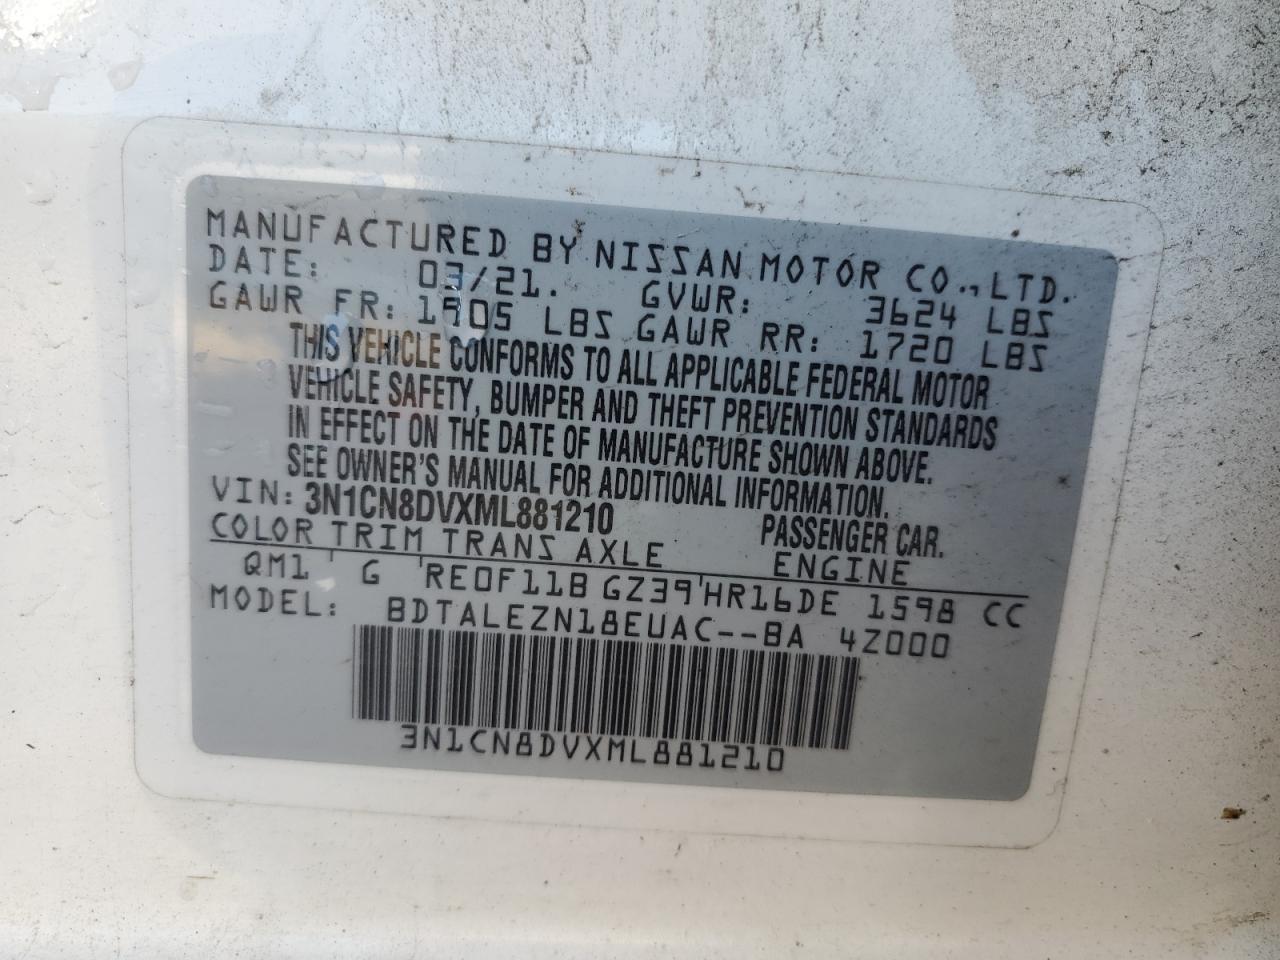 MANUFACTURED BY NISSAN MOTOR CO.,LTD.
DATE: 03/21. GVWR: 3624 LBS
GAWR FR: 1905 LBS GAWR RR: 1720 LBS
THIS VEHICLE CONFORMS TO ALL APPLICABLE FEDERAL MOTOR
VEHICLE SAFETY, BUMPER AND THEFT PREVENTION STANDARDS
IN EFFECT ON THE DATE OF MANUFACTURE SHOWN ABOVE.
SEE OWNER'S MANUAL FOR ADDITIONAL INFORMATION.
VIN: 3N1CN8DVXML881210 PASSENGER CAR.
COLOR TRIM TRANS AXLE ENGINE
QM1 G RE0F11B GZ39 HR16DE 1598 CC
MODEL: BDTALEZN18EUAC--BA 4Z000
3N1CN8DVXML881210